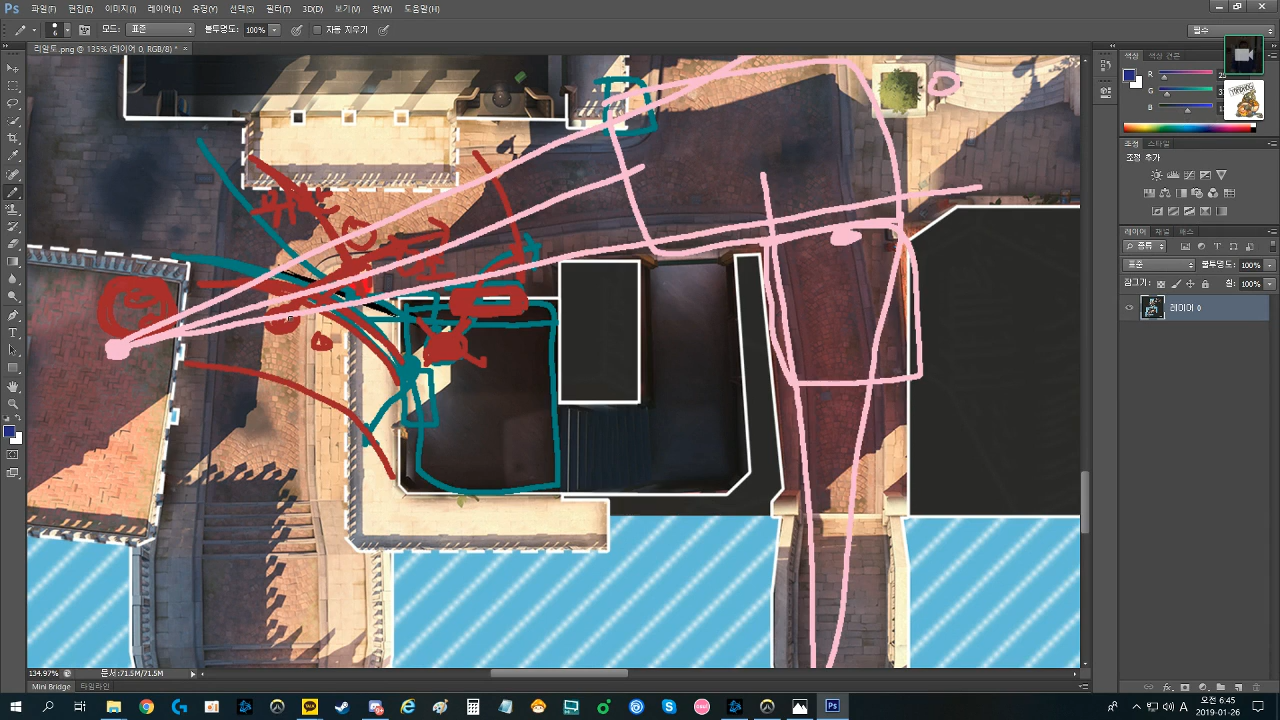 Ps 파일(F) 편집(E) 이미지(I) 레이어(L) 유형(Y) 선택(S) 필터(T) 3D(D) 보기(V) 창(W) 도움말(H)
6 모드: 표준 불투명도: 100% 자동 지우기 필수
리알토.png @ 135% (레이어 0, RGB/8) *
색상 색상 견본
R
G
B
조정 스타일
조정 추가
레이어 채널 패스
종류
표준 불투명도: 100%
잠그기: 칠: 100%
레이어 0
134.97% 문서:71.5M/71.5M
Mini Bridge 타임라인
A 오전 6:45
2019-01-26